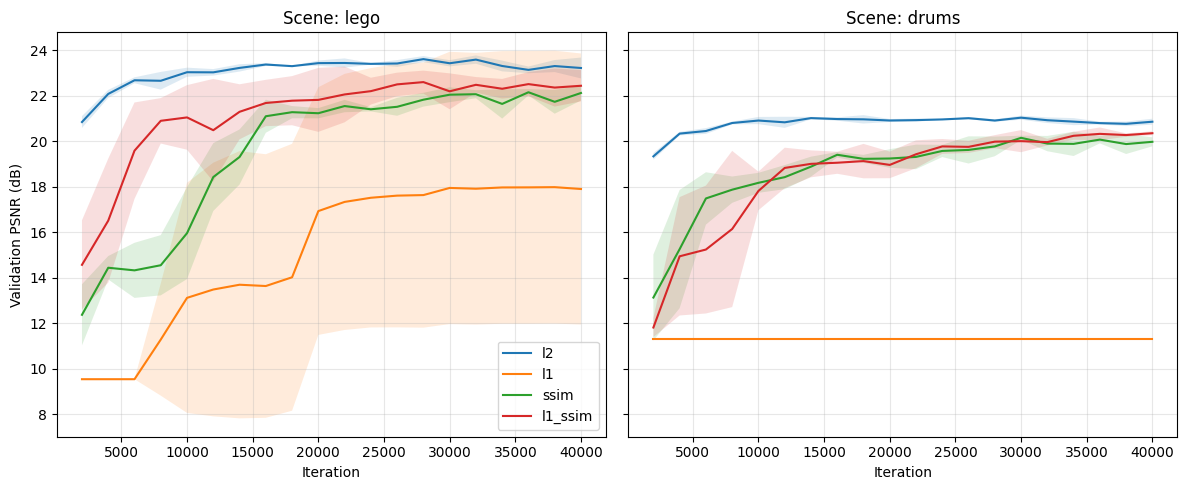 Scene: lego
Scene: drums
Validation PSNR (dB)
24
22
20
18
16
14
12
10
8
l2
l1
ssim
l1_ssim
5000 10000 15000 20000 25000 30000 35000 40000
5000 10000 15000 20000 25000 30000 35000 40000
Iteration
Iteration